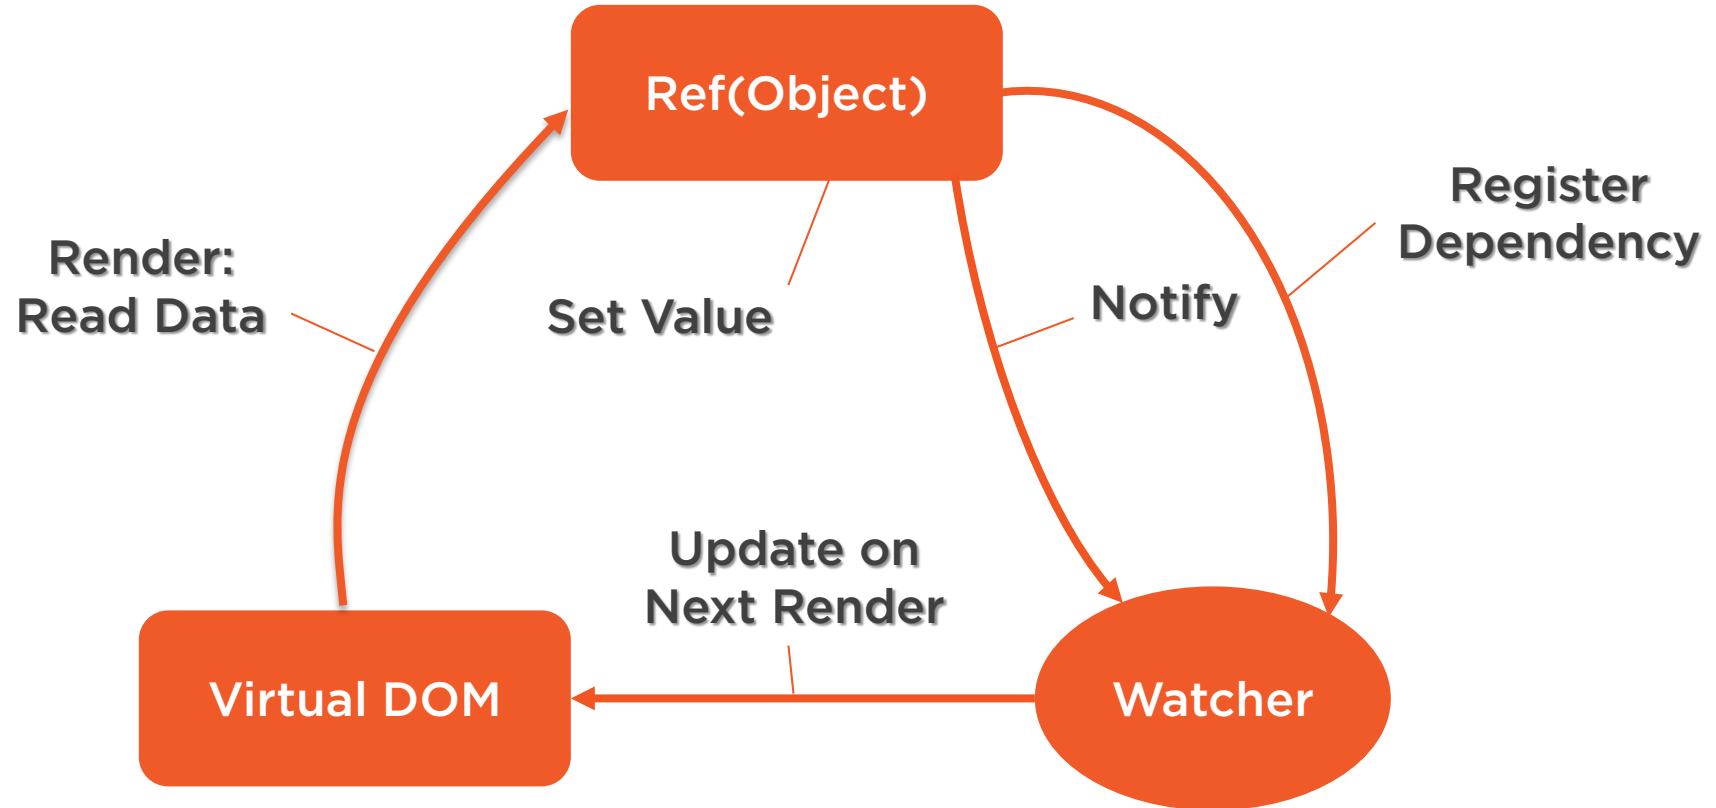 Ref(Object)
Register
Dependency
Render:
Read Data
Set Value
Notify
Update on
Next Render
Virtual DOM
Watcher